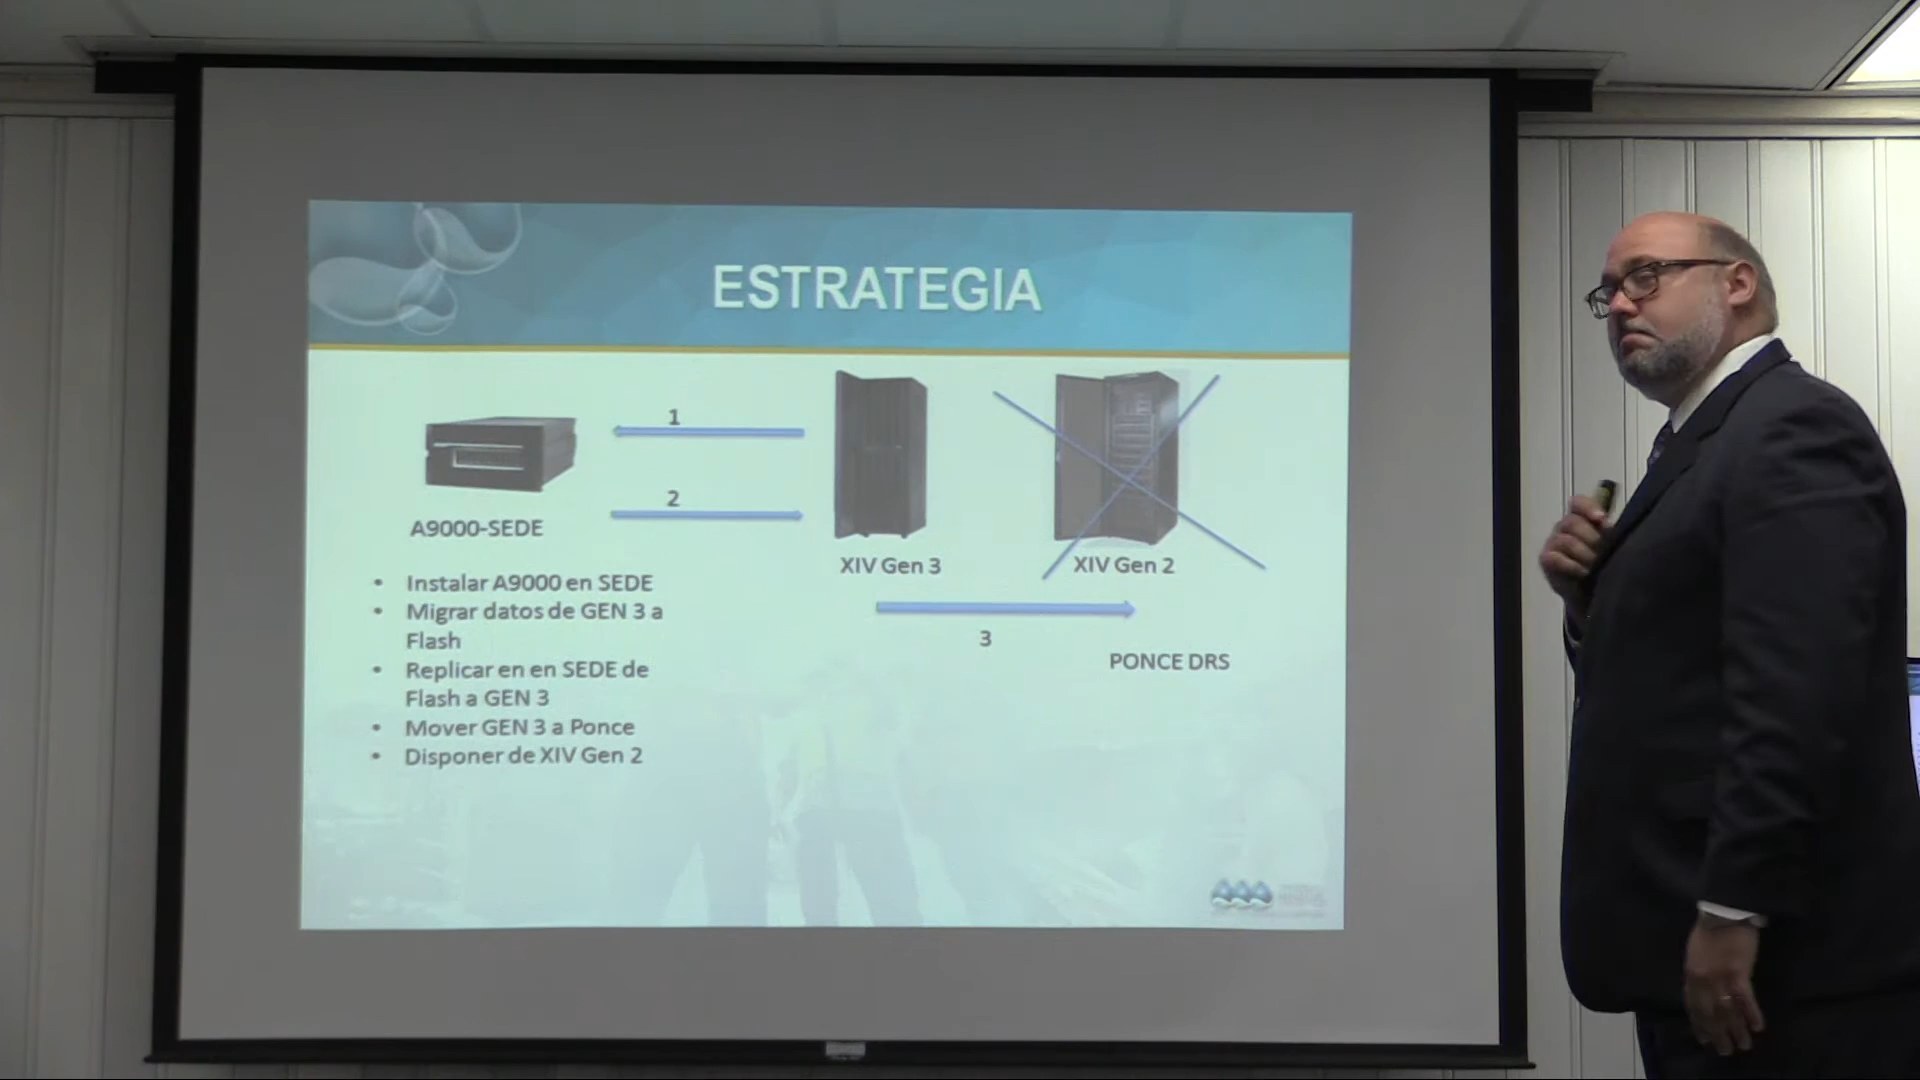 ESTRATEGIA
1
2
A9000-SEDE
XIV Gen 3
XIV Gen 2
3
PONCE DRS
• Instalar A9000 en SEDE
• Migrar datos de GEN 3 a
Flash
• Replicar en en SEDE de
Flash a GEN 3
• Mover GEN 3 a Ponce
• Disponer de XIV Gen 2